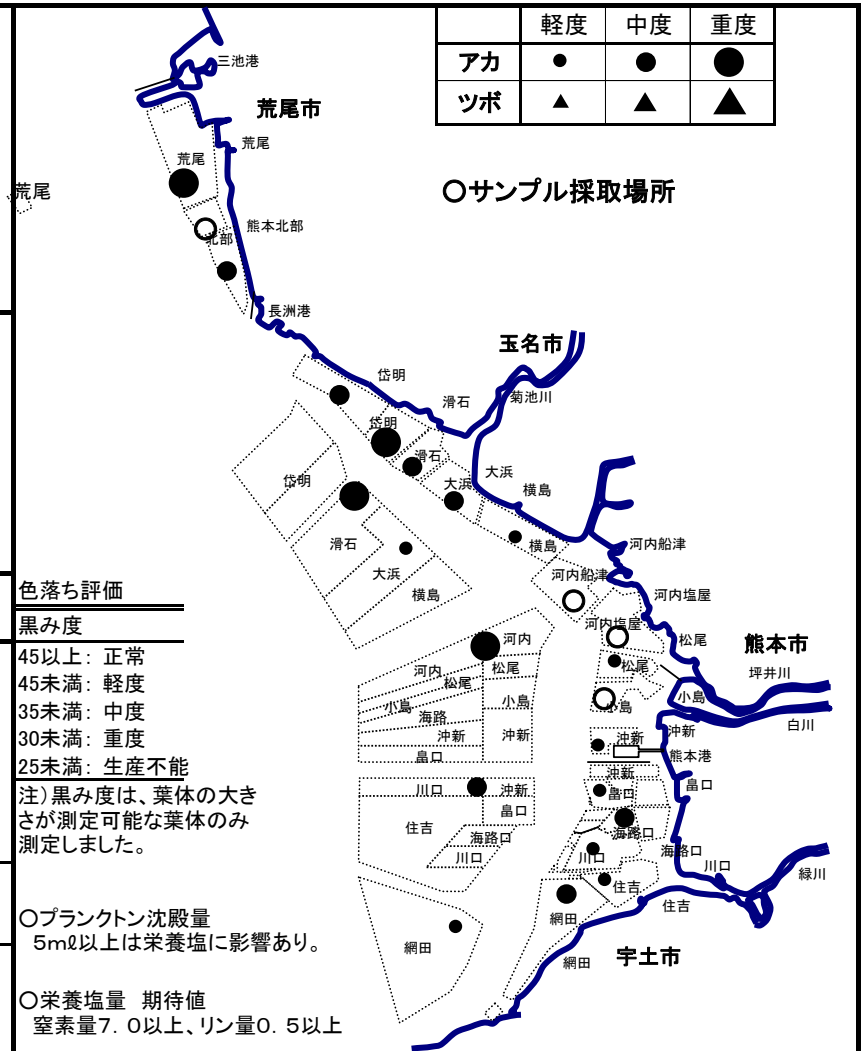 軽度 中度 重度
アカ
ツボ
三池港
荒尾市
荒尾
荒尾
荒尾
○サンプル採取場所
熊本北部
北部
長洲港
玉名市
岱明
滑石
菊池川
岱明
滑石
大浜
大浜
横島
岱明
滑石
横島
河内船津
大浜
河内船津
横島
河内塩屋
河内塩屋
松尾
熊本市
河内
松尾
河内
松尾
坪井川
松尾
小島
小島
小島
小島
海路
白川
沖新
沖新
沖新
沖新
熊本港
畠口
沖新
川口
沖新
畠口
畠口
畠口
住吉
海路口
海路口
海路口
川口
川口
川口
緑川
住吉
住吉
網田
網田
宇土市
網田
色落ち評価
黒み度
45以上: 正常
45未満: 軽度
35未満: 中度
30未満: 重度
25未満: 生産不能
注)黒み度は、葉体の大き
さが測定可能な葉体のみ
測定しました。
○プランクトン沈殿量
5mℓ以上は栄養塩に影響あり。
○栄養塩量 期待値
窒素量7.0以上、リン量0.5以上